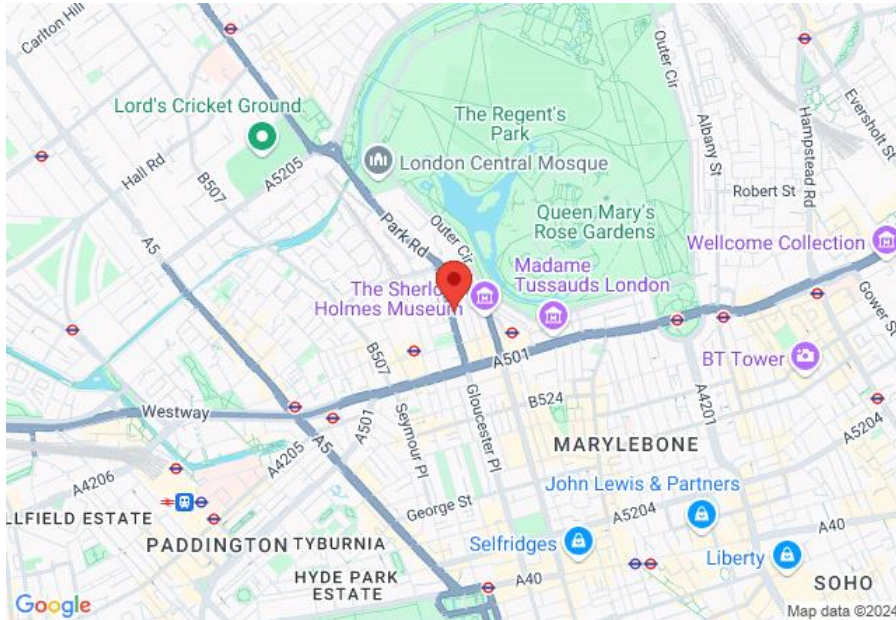 Carlton Hill
Lord's Cricket Ground
Outer Cir
The Regent's
Park
Albany St
Hampstead Rd
Eversholt St
Hall Rd
A5205
B507
London Central Mosque
Robert St
Park Rd
Outer Cir
Queen Mary's
Rose Gardens
Wellcome Collection
A5
The Sherlo
Holmes Museum
Madame
Tussauds London
Gower St
B507
A501
BT Tower
Westway
A501
Seymour Pl
Gloucester Pl
B524
A4201
A5204
A5
A4205
MARYLEBONE
A4206
George St
A5204
John Lewis & Partners
LLFIELD ESTATE
PADDINGTON
TYBURNIA
Selfridges
A40
Liberty
HYDE PARK
ESTATE
A40
SOHO
Google
Map data ©2024